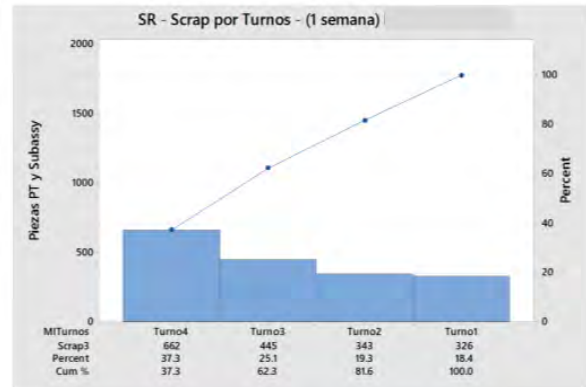 SR - Scrap por Turnos - (1 semana)
2000
1500
1000
500
0
Piezas PT y Subassy
100
80
60
40
20
0
Percent
MITurnos Turno4 Turno3 Turno2 Turno1
Scrap3 662 445 343 326
Percent 37.3 25.1 19.3 18.4
Cum % 37.3 62.3 81.6 100.0